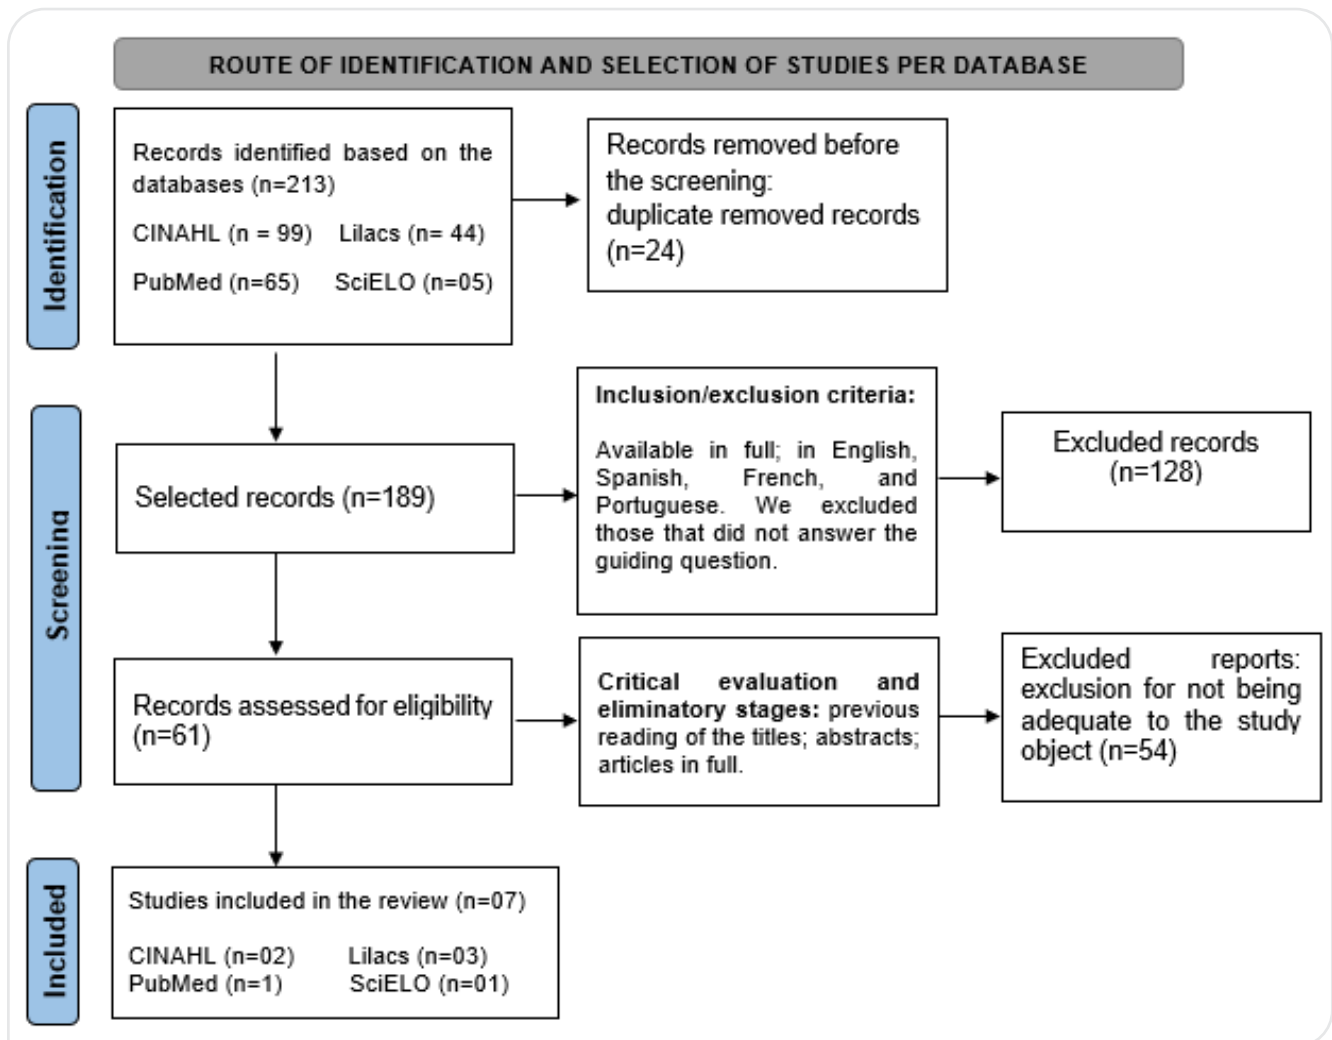 ROUTE OF IDENTIFICATION AND SELECTION OF STUDIES PER DATABASE
Identification
Records identified based on the
databases (n=213)
CINAHL (n = 99) Lilacs (n= 44)
PubMed (n=65) SciELO (n=05)
Records removed before
the screening:
duplicate removed records
(n=24)
Screening
Selected records (n=189)
Inclusion/exclusion criteria:
Available in full; in English,
Spanish, French, and
Portuguese. We excluded
those that did not answer the
guiding question.
Excluded records
(n=128)
Records assessed for eligibility
(n=61)
Critical evaluation and
eliminatory stages: previous
reading of the titles; abstracts;
articles in full.
Excluded reports:
exclusion for not being
adequate to the study
object (n=54)
Included
Studies included in the review (n=07)
CINAHL (n=02) Lilacs (n=03)
PubMed (n=1) SciELO (n=01)